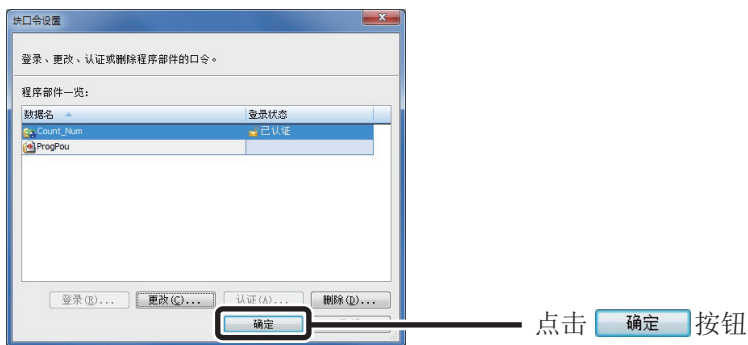 块口令设置
登录、更改、认证或删除程序部件的口令。
程序部件一览:
数据名 登录状态
Count_Num 已认证
ProgPou
登录(R)... 更改(C)... 认证(A)... 删除(D)...
确定
点击 确定 按钮